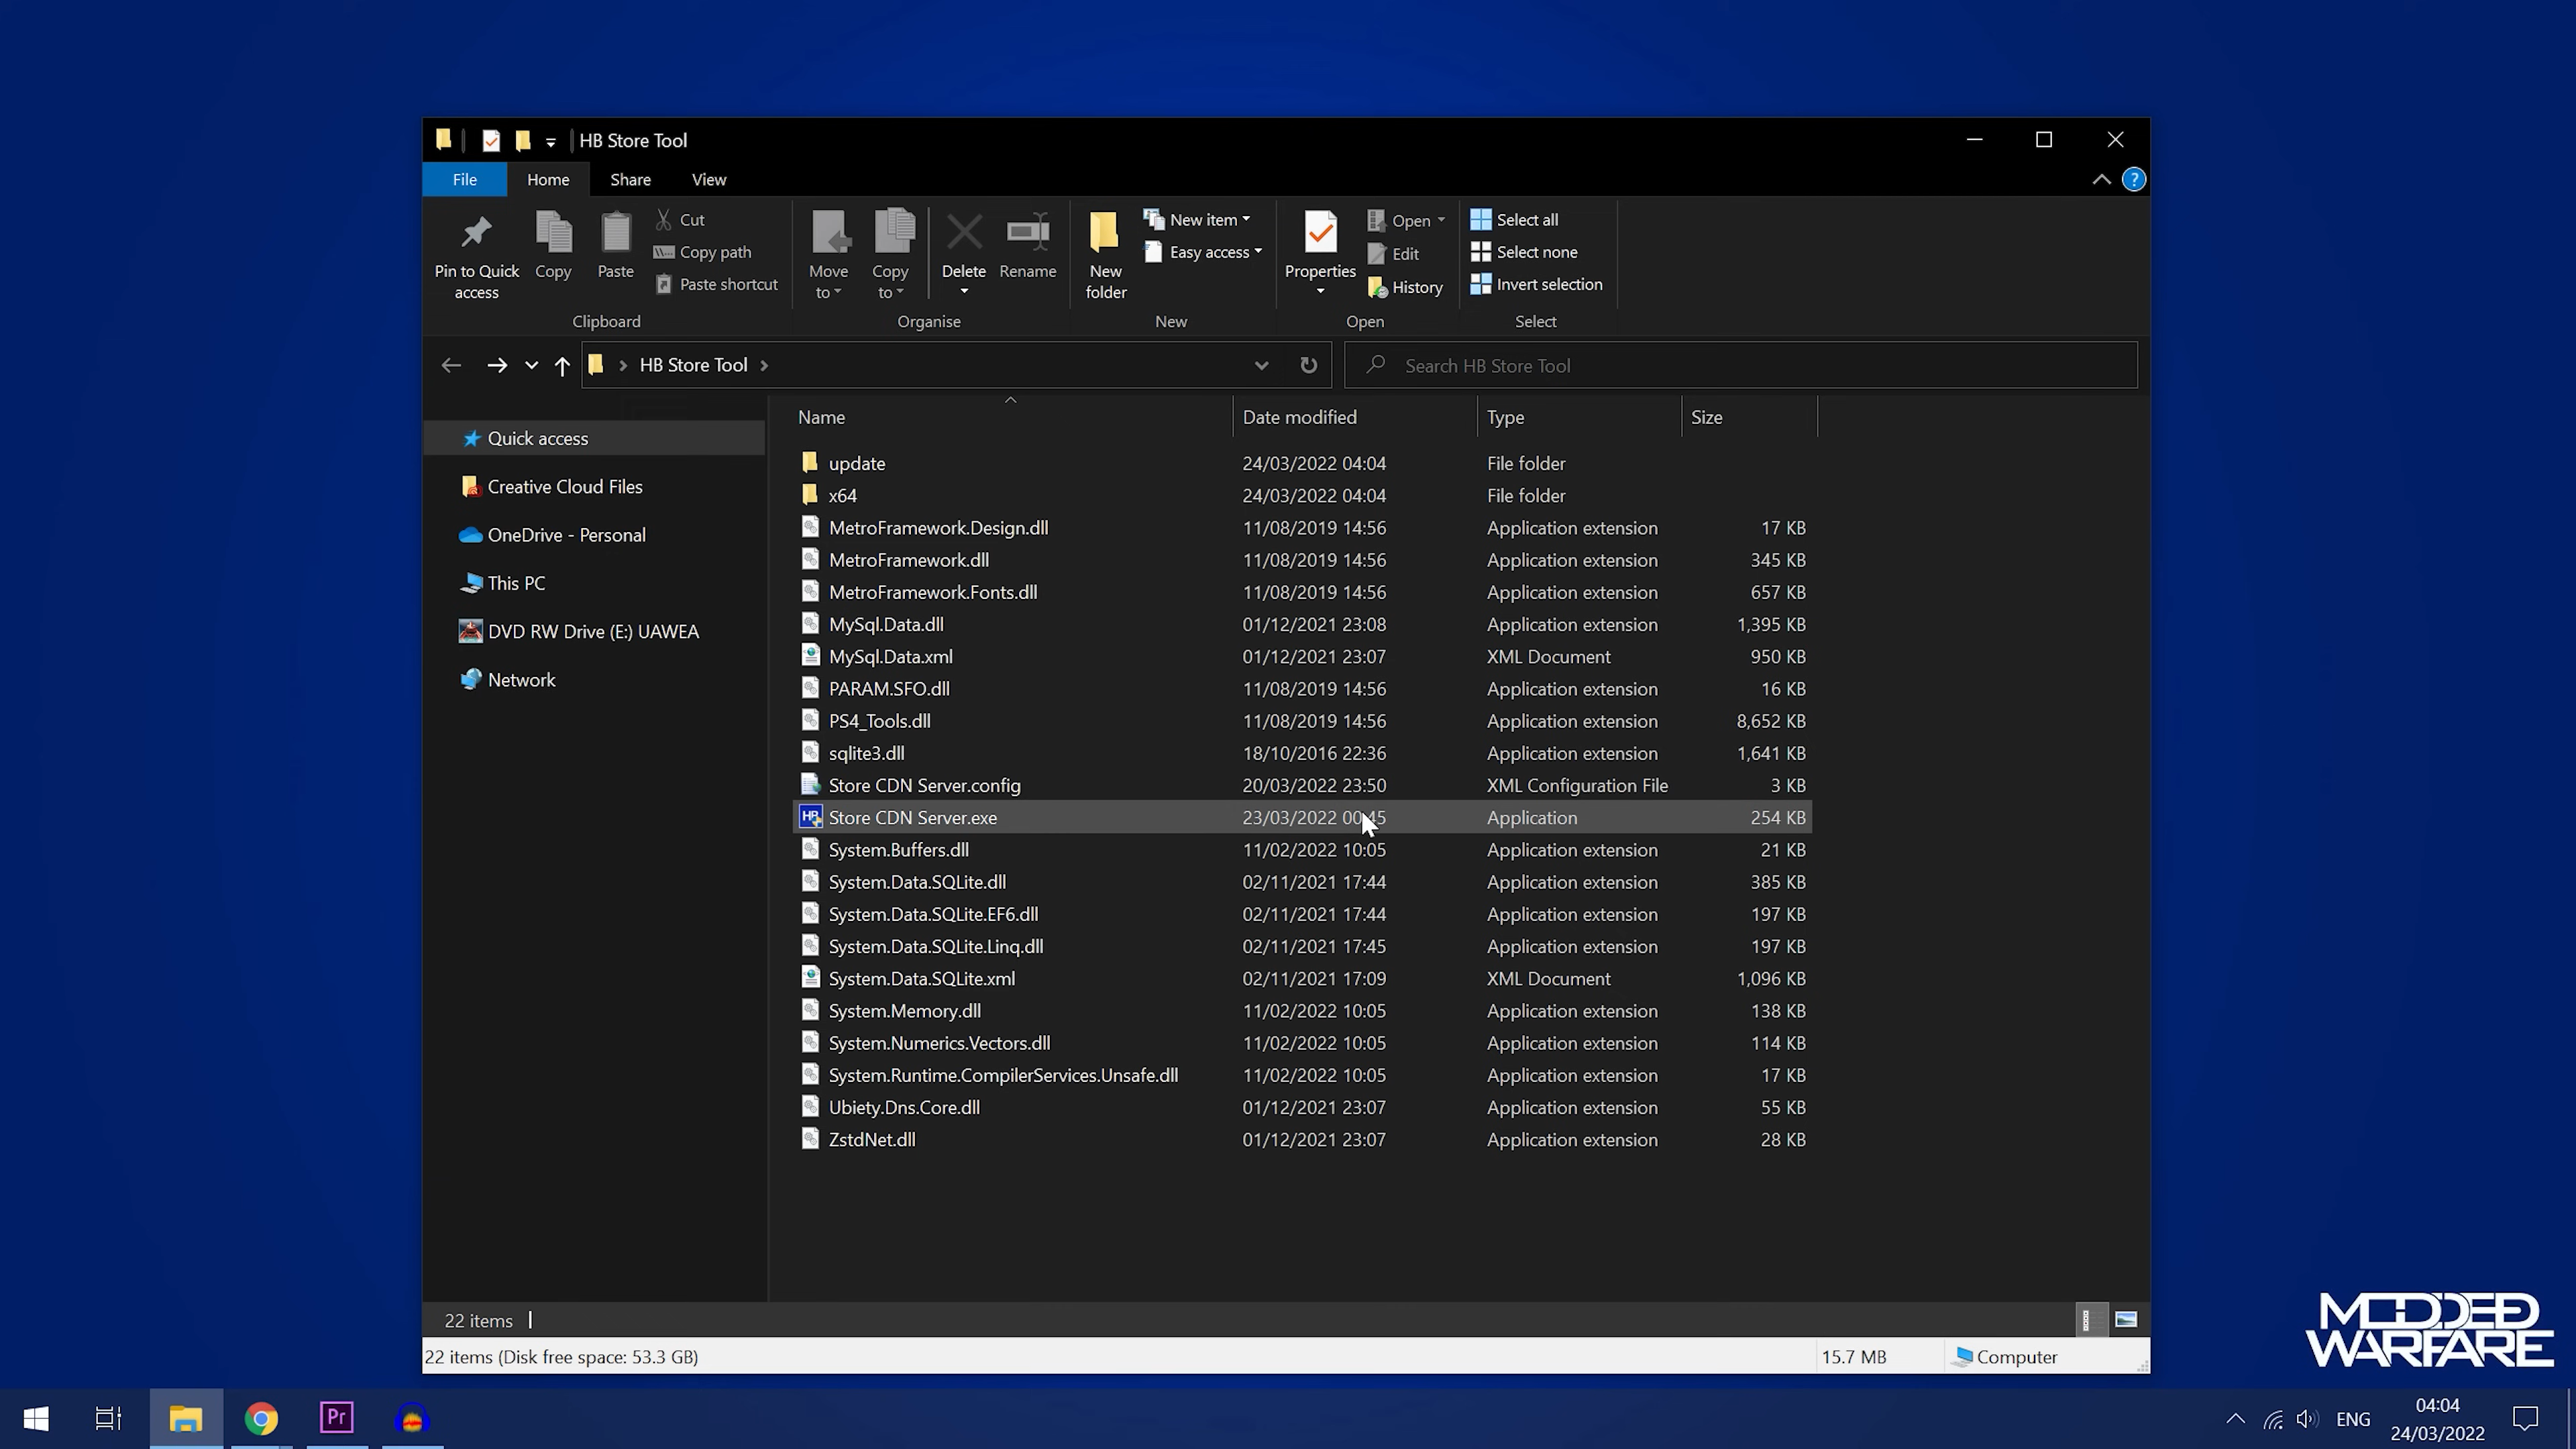 HB Store Tool
File Home Share View
Pin to Quick access Copy Paste Cut Copy path Paste shortcut
Move to Copy to Delete Rename
New folder New item Easy access
Properties Open Edit History
Select all Select none Invert selection
Clipboard Organise New Open Select
HB Store Tool Search HB Store Tool
Quick access
Creative Cloud Files
OneDrive - Personal
This PC
DVD RW Drive (E:) UAWEA
Network
Name Date modified Type Size
update 24/03/2022 04:04 File folder
x64 24/03/2022 04:04 File folder
MetroFramework.Design.dll 11/08/2019 14:56 Application extension 17 KB
MetroFramework.dll 11/08/2019 14:56 Application extension 345 KB
MetroFramework.Fonts.dll 11/08/2019 14:56 Application extension 657 KB
MySql.Data.dll 01/12/2021 23:08 Application extension 1,395 KB
MySql.Data.xml 01/12/2021 23:07 XML Document 950 KB
PARAM.SFO.dll 11/08/2019 14:56 Application extension 16 KB
PS4_Tools.dll 11/08/2019 14:56 Application extension 8,652 KB
sqlite3.dll 18/10/2016 22:36 Application extension 1,641 KB
Store CDN Server.config 20/03/2022 23:50 XML Configuration File 3 KB
HB Store CDN Server.exe 23/03/2022 00:45 Application 254 KB
System.Buffers.dll 11/02/2022 10:05 Application extension 21 KB
System.Data.SQLite.dll 02/11/2021 17:44 Application extension 385 KB
System.Data.SQLite.EF6.dll 02/11/2021 17:44 Application extension 197 KB
System.Data.SQLite.Linq.dll 02/11/2021 17:45 Application extension 197 KB
System.Data.SQLite.xml 02/11/2021 17:09 XML Document 1,096 KB
System.Memory.dll 11/02/2022 10:05 Application extension 138 KB
System.Numerics.Vectors.dll 11/02/2022 10:05 Application extension 114 KB
System.Runtime.CompilerServices.Unsafe.dll 11/02/2022 10:05 Application extension 17 KB
Ubiety.Dns.Core.dll 01/12/2021 23:07 Application extension 55 KB
ZstdNet.dll 01/12/2021 23:07 Application extension 28 KB
22 items
22 items (Disk free space: 53.3 GB) 15.7 MB Computer
MODDED
WARFARE
Pr ENG 04:04
24/03/2022